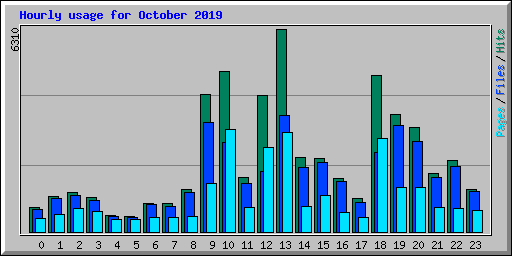 Hourly usage for October 2019
6310
Pages/Files/Hits
0 1 2 3 4 5 6 7 8 9 10 11 12 13 14 15 16 17 18 19 20 21 22 23